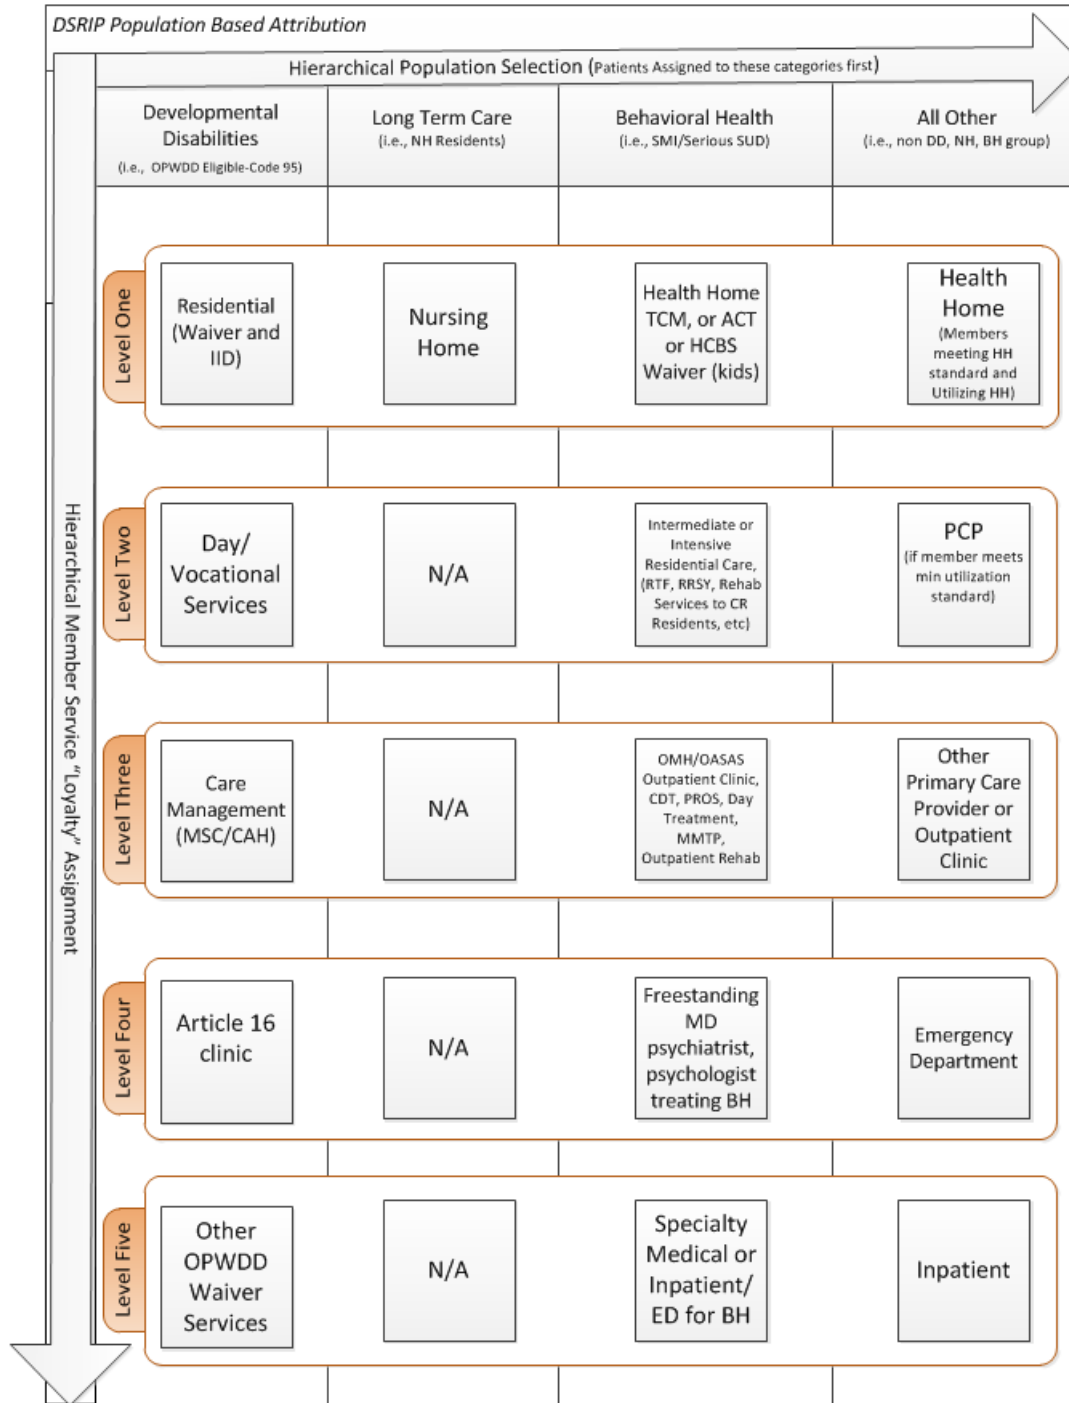 DSRIP Population Based Attribution
Hierarchical Population Selection (Patients Assigned to these categories first)
Developmental
Disabilities
(i.e., OPWDD Eligible-Code 95)
Long Term Care
(i.e., NH Residents)
Behavioral Health
(i.e., SMI/Serious SUD)
All Other
(i.e., non DD, NH, BH group)
Hierarchical Member Service "Loyalty" Assignment
Level One
Residential
(Waiver and
IID)
Nursing
Home
Health Home
TCM, or ACT
or HCBS
Waiver (kids)
Health
Home
(Members
meeting HH
standard and
Utilizing HH)
Level Two
Day/
Vocational
Services
N/A
Intermediate or
Intensive
Residential Care,
(RTF, RRSY, Rehab
Services to CR
Residents, etc)
PCP
(if member meets
min utilization
standard)
Level Three
Care
Management
(MSC/CAH)
N/A
OMH/OASAS
Outpatient Clinic,
CDT, PROS, Day
Treatment,
MMTP,
Outpatient Rehab
Other
Primary Care
Provider or
Outpatient
Clinic
Level Four
Article 16
clinic
N/A
Freestanding
MD
psychiatrist,
psychologist
treating BH
Emergency
Department
Level Five
Other
OPWDD
Waiver
Services
N/A
Specialty
Medical or
Inpatient/
ED for BH
Inpatient